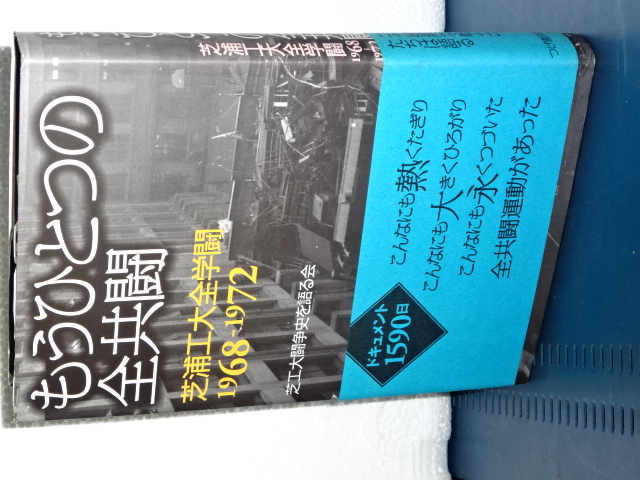 もうひとつの
全共闘
芝浦工大全学闘
1968-1972
芝工大闘争史を語る会
ドキュメント
1590日
こんなにも熱くたぎり
こんなにも大きくひろがり
こんなにも永くつづいた
全共闘運動があった
芝浦工大全学闘
1968
1972